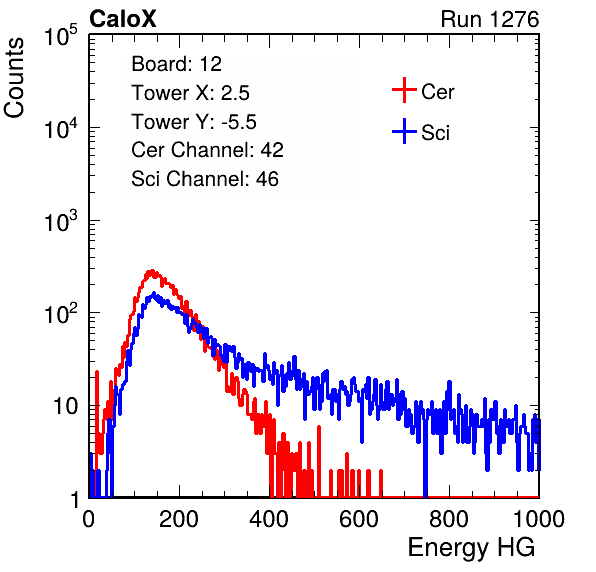 CaloX Run 1276
Counts
10^5
10^4
10^3
10^2
10
1
Board: 12
Tower X: 2.5
Tower Y: -5.5
Cer Channel: 42
Sci Channel: 46
Cer
Sci
0 200 400 600 800 1000
Energy HG